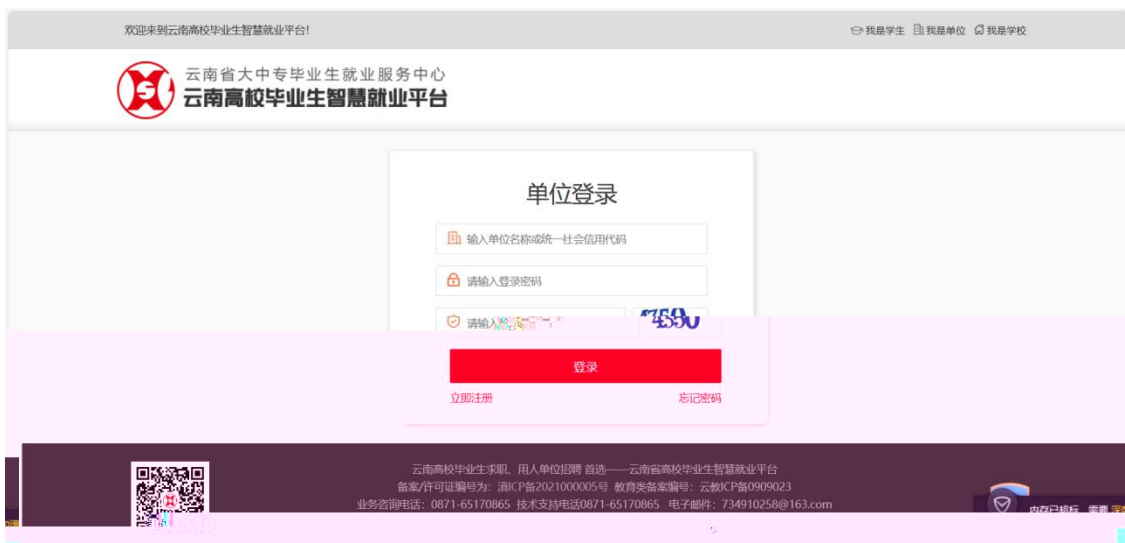 欢迎来到云南高校毕业生智慧就业平台!
我是学生 我是单位 我是学校
云南省大中专毕业生就业服务中心
云南高校毕业生智慧就业平台
单位登录
输入单位名称或统一社会信用代码
请输入登录密码
请输入
登录
立即注册 忘记密码
云南高校毕业生求职、用人单位招聘 首选——云南省高校毕业生智慧就业平台
备案/许可证编号为：滇ICP备2021000005号 教育类备案编号：云教ICP备0909023
业务咨询电话：0871-65170865 技术支持电话0871-65170865 电子邮件：734910258@163.com
内存已超标 需要